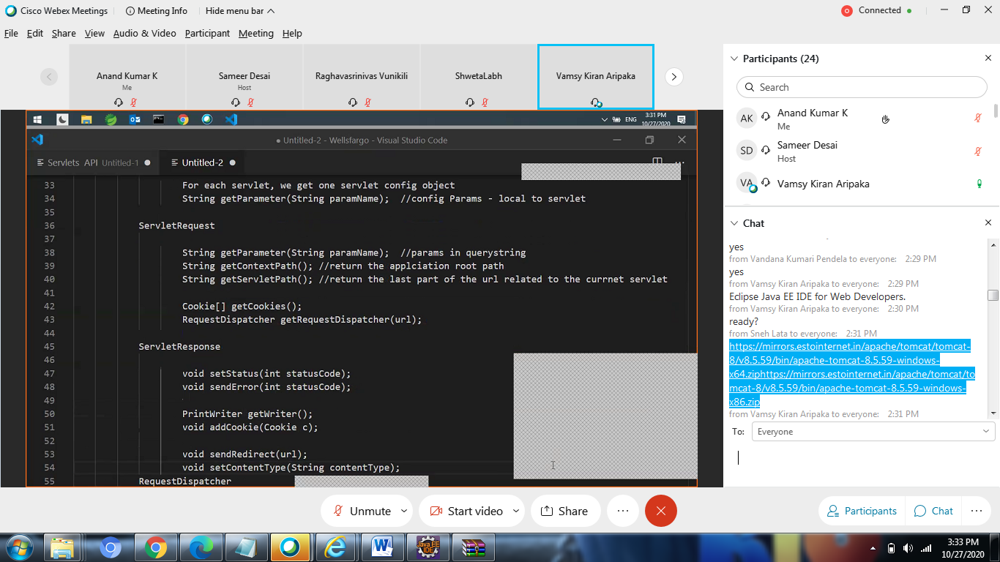 Cisco Webex Meetings
Meeting Info
Hide menu bar
Connected
File Edit Share View Audio & Video Participant Meeting Help
Anand Kumar K
Me
Sameer Desai
Host
Raghavasrinivas Vunikili
ShwetaLabh
Vamsy Kiran Aripaka
ENG
3:31 PM
10/27/2020
● Untitled-2 - Wellsfargo - Visual Studio Code
Servlets API Untitled-1 ●
Untitled-2 ●
33 For each servlet, we get one servlet config object
34 String getParameter(String paramName); //config Params - local to servlet
35
36 ServletRequest
37
38 String getParameter(String paramName); //params in querystring
39 String getContextPath(); //return the applciation root path
40 String getServletPath(); //return the last part of the url related to the currnet servlet
41
42 Cookie[] getCookies();
43 RequestDispatcher getRequestDispatcher(url);
44
45 ServletResponse
46
47 void setStatus(int statusCode);
48 void sendError(int statusCode);
49
50 PrintWriter getWriter();
51 void addCookie(Cookie c);
52
53 void sendRedirect(url);
54 void setContentType(String contentType);
55 RequestDispatcher
Participants (24)
Search
AK Anand Kumar K
Me
SD Sameer Desai
Host
VA Vamsy Kiran Aripaka
Chat
yes
from Vandana Kumari Pendela to everyone: 2:29 PM
yes
from Vamsy Kiran Aripaka to everyone: 2:29 PM
Eclipse Java EE IDE for Web Developers.
from Vamsy Kiran Aripaka to everyone: 2:30 PM
ready?
from Sneh Lata to everyone: 2:31 PM
https://mirrors.estointernet.in/apache/tomcat/tomcat-
8/v8.5.59/bin/apache-tomcat-8.5.59-windows-
x64.ziphttps://mirrors.estointernet.in/apache/tomcat/to
mcat-8/v8.5.59/bin/apache-tomcat-8.5.59-windows-
x86.zip
from Vamsy Kiran Aripaka to everyone: 2:31 PM
To: Everyone
Unmute
Start video
Share
Participants
Chat
Java EE
IDE
3:33 PM
10/27/2020